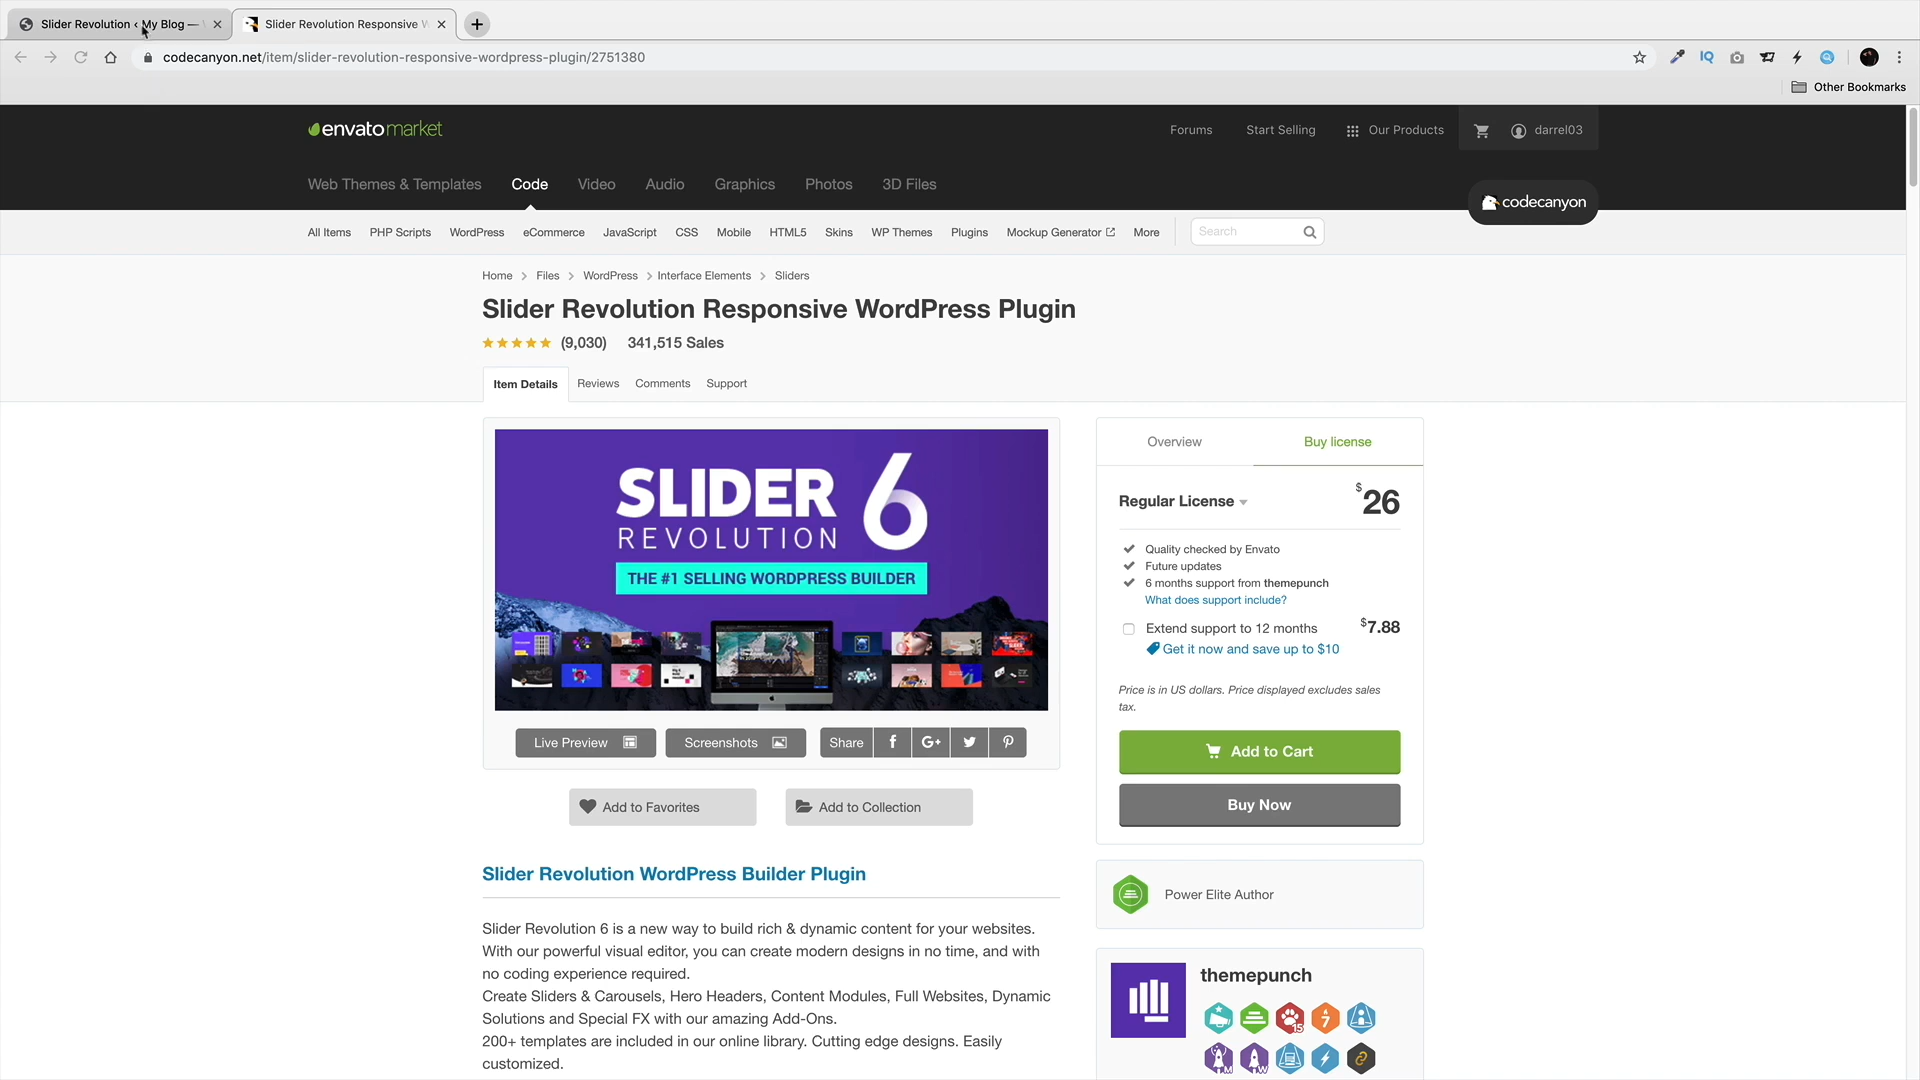 Slider Revolution ‹ My Blog —
Slider Revolution Responsive W
codecanyon.net/item/slider-revolution-responsive-wordpress-plugin/2751380
IQ
Other Bookmarks
envatomarket
Forums
Start Selling
Our Products
darrel03
Web Themes & Templates
Code
Video
Audio
Graphics
Photos
3D Files
codecanyon
All Items
PHP Scripts
WordPress
eCommerce
JavaScript
CSS
Mobile
HTML5
Skins
WP Themes
Plugins
Mockup Generator
More
Search
Home > Files > WordPress > Interface Elements > Sliders
Slider Revolution Responsive WordPress Plugin
(9,030) 341,515 Sales
Item Details
Reviews
Comments
Support
SLIDER 6
REVOLUTION
THE #1 SELLING WORDPRESS BUILDER
Live Preview
Screenshots
Share
G+
Add to Favorites
Add to Collection
Overview
Buy license
Regular License
$26
Quality checked by Envato
Future updates
6 months support from themepunch
What does support include?
Extend support to 12 months
$7.88
Get it now and save up to $10
Price is in US dollars. Price displayed excludes sales
tax.
Add to Cart
Buy Now
Power Elite Author
themepunch
15
7
M
W
Slider Revolution WordPress Builder Plugin
Slider Revolution 6 is a new way to build rich & dynamic content for your websites.
With our powerful visual editor, you can create modern designs in no time, and with
no coding experience required.
Create Sliders & Carousels, Hero Headers, Content Modules, Full Websites, Dynamic
Solutions and Special FX with our amazing Add-Ons.
200+ templates are included in our online library. Cutting edge designs. Easily
customized.